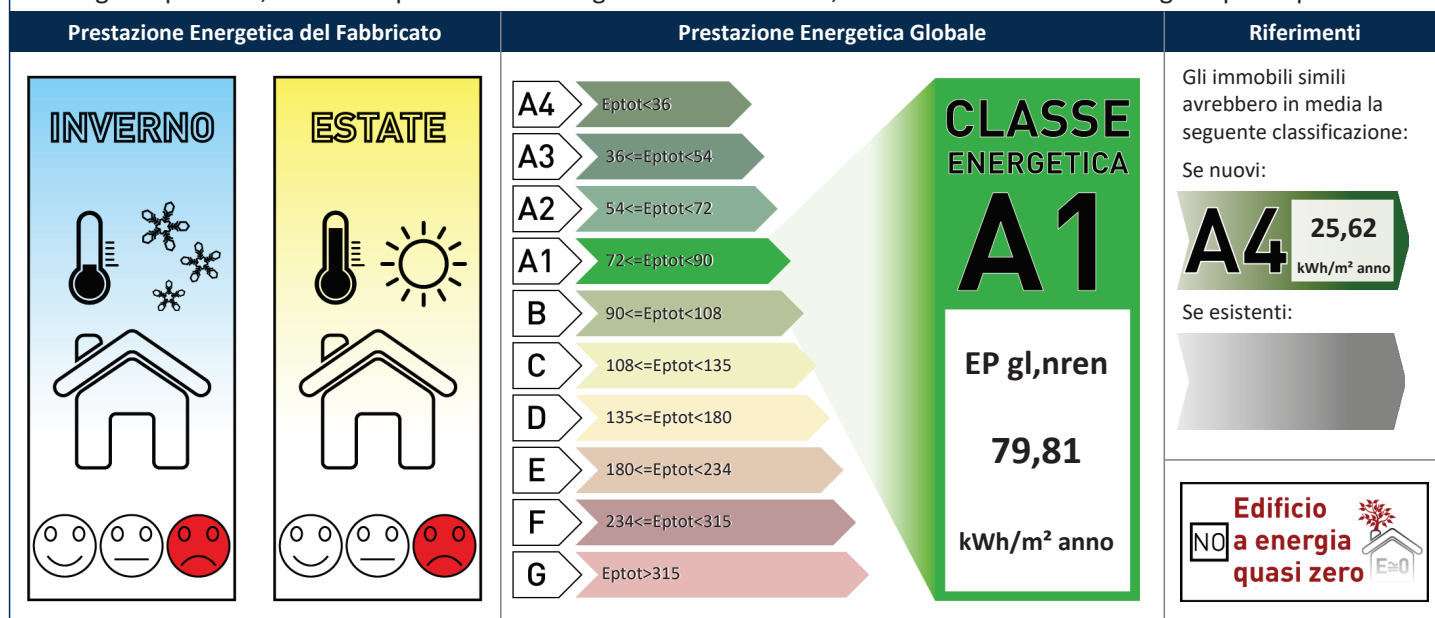 Prestazione Energetica del Fabbricato
Prestazione Energetica Globale
Riferimenti
INVERNO
ESTATE
A4
Eptot<36
A3
36<=Eptot<54
A2
54<=Eptot<72
A1
72<=Eptot<90
B
90<=Eptot<108
C
108<=Eptot<135
D
135<=Eptot<180
E
180<=Eptot<234
F
234<=Eptot<315
G
Eptot>315
CLASSE
ENERGETICA
A1
EP gl,nren
79,81
kWh/m² anno
Gli immobili simili
avrebbero in media la
seguente classificazione:
Se nuovi:
A4
25,62
kWh/m² anno
Se esistenti:
Edificio
NO a energia
quasi zero
E≅0